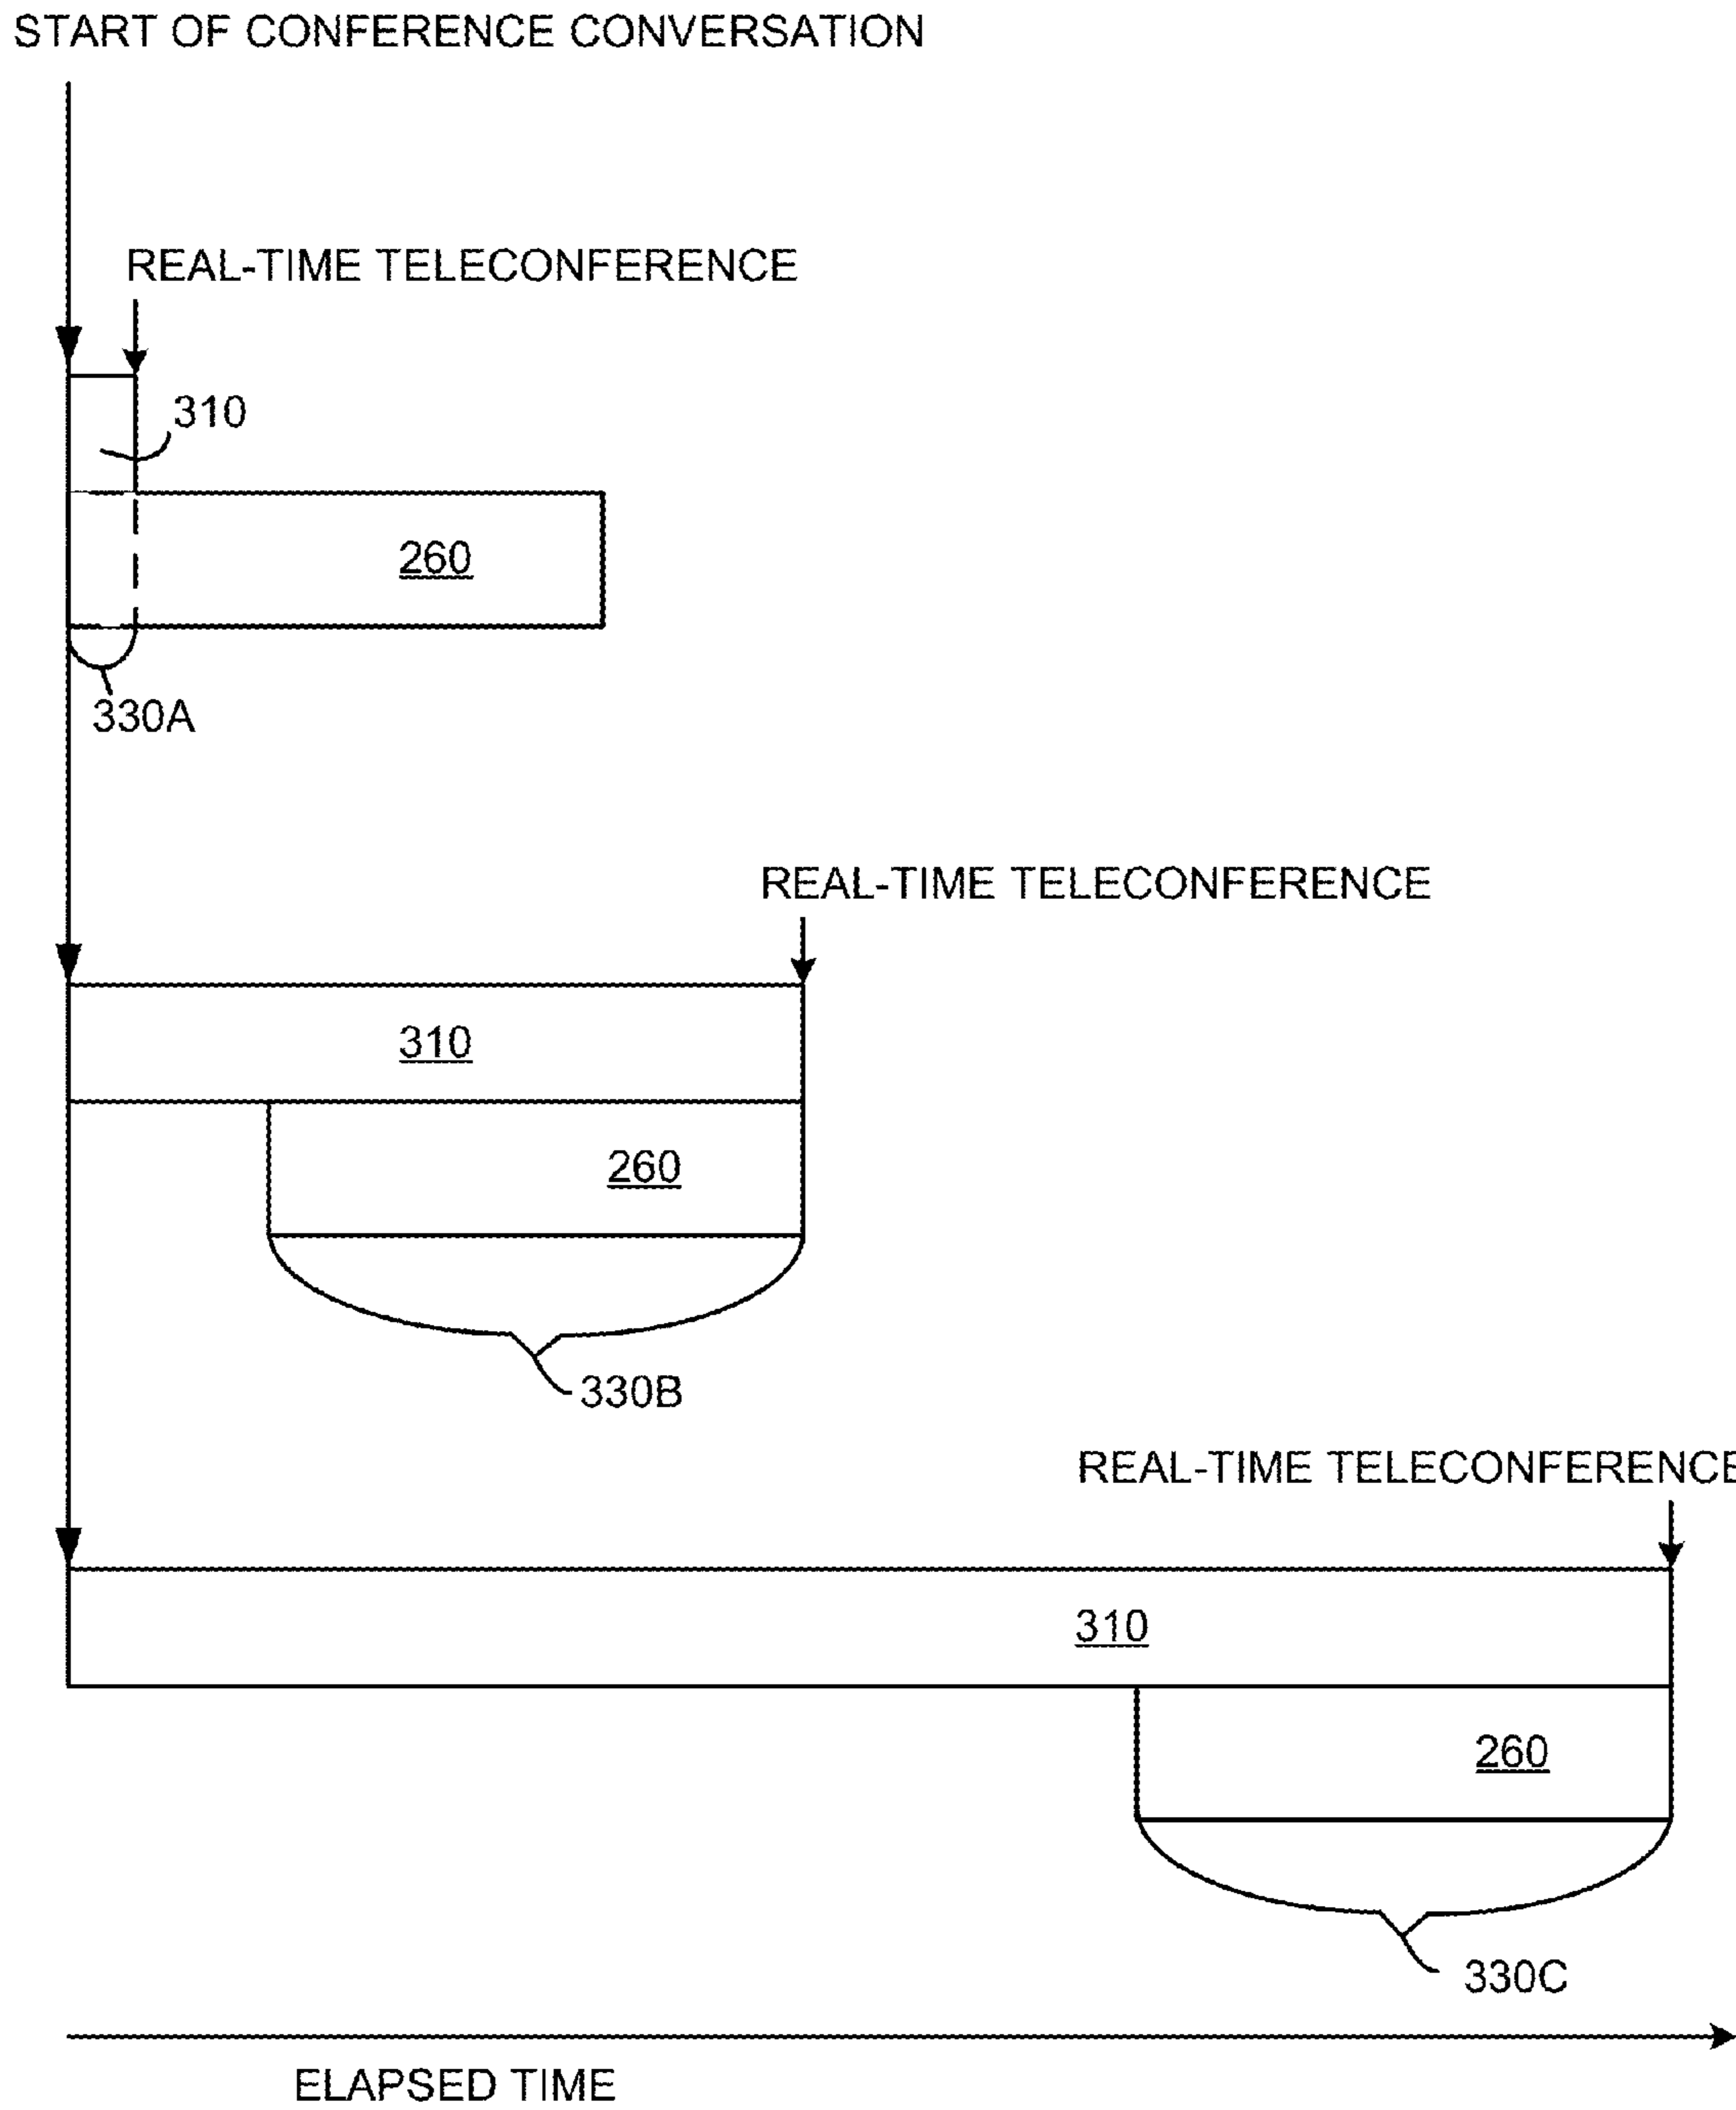 START OF CONFERENCE CONVERSATION
REAL-TIME TELECONFERENCE
310
260
330A
REAL-TIME TELECONFERENCE
310
260
330B
REAL-TIME TELECONFERENCE
310
260
330C
ELAPSED TIME